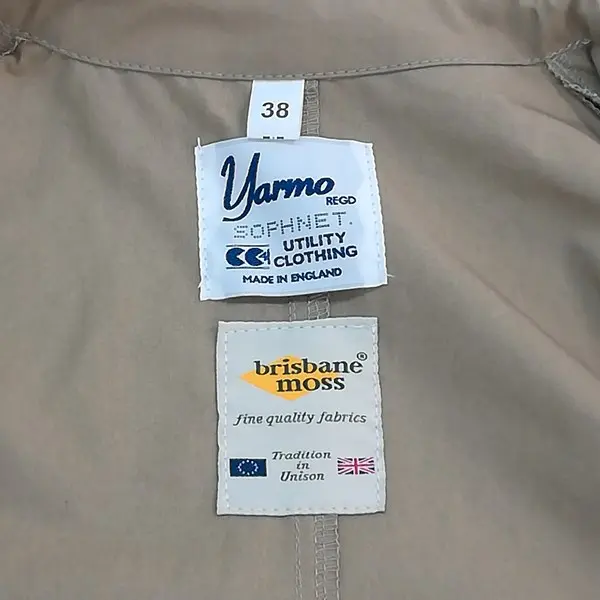 38
Yarmo
REGD
SOPHNET.
UTILITY
CLOTHING
MADE IN ENGLAND
brisbane®
moss
fine quality fabrics
Tradition
in
Unison